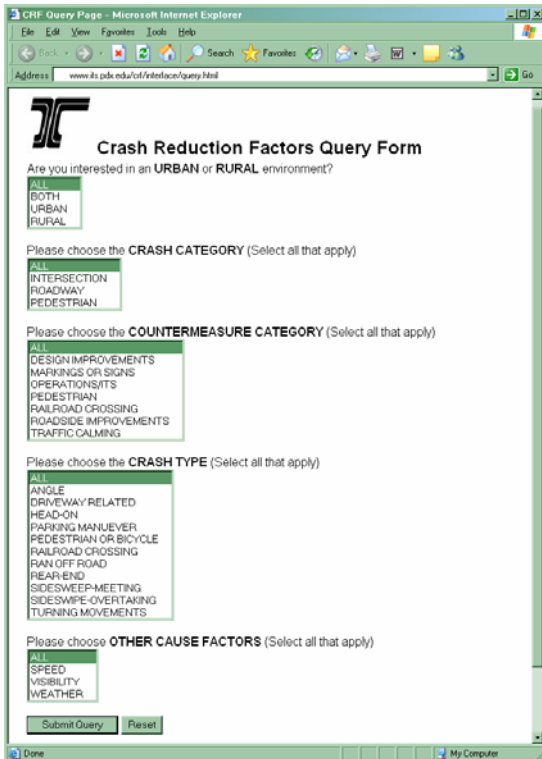 CRF Query Page - Microsoft Internet Explorer
File Edit View Favorites Tools Help
Back Search Favorites
Address www.its.pdx.edu/crf/interface/query.html Go
Crash Reduction Factors Query Form
Are you interested in an URBAN or RURAL environment?
ALL
BOTH
URBAN
RURAL
Please choose the CRASH CATEGORY (Select all that apply)
ALL
INTERSECTION
ROADWAY
PEDESTRIAN
Please choose the COUNTERMEASURE CATEGORY (Select all that apply)
ALL
DESIGN IMPROVEMENTS
MARKINGS OR SIGNS
OPERATIONS/ITS
PEDESTRIAN
RAILROAD CROSSING
ROADSIDE IMPROVEMENTS
TRAFFIC CALMING
Please choose the CRASH TYPE (Select all that apply)
ALL
ANGLE
DRIVEWAY RELATED
HEAD-ON
PARKING MANUEVER
PEDESTRIAN OR BICYCLE
RAILROAD CROSSING
RAN OFF ROAD
REAR-END
SIDESWEEP-MEETING
SIDESWIPE-OVERTAKING
TURNING MOVEMENTS
Please choose OTHER CAUSE FACTORS (Select all that apply)
ALL
SPEED
VISIBILITY
WEATHER
Submit Query Reset
Done My Computer